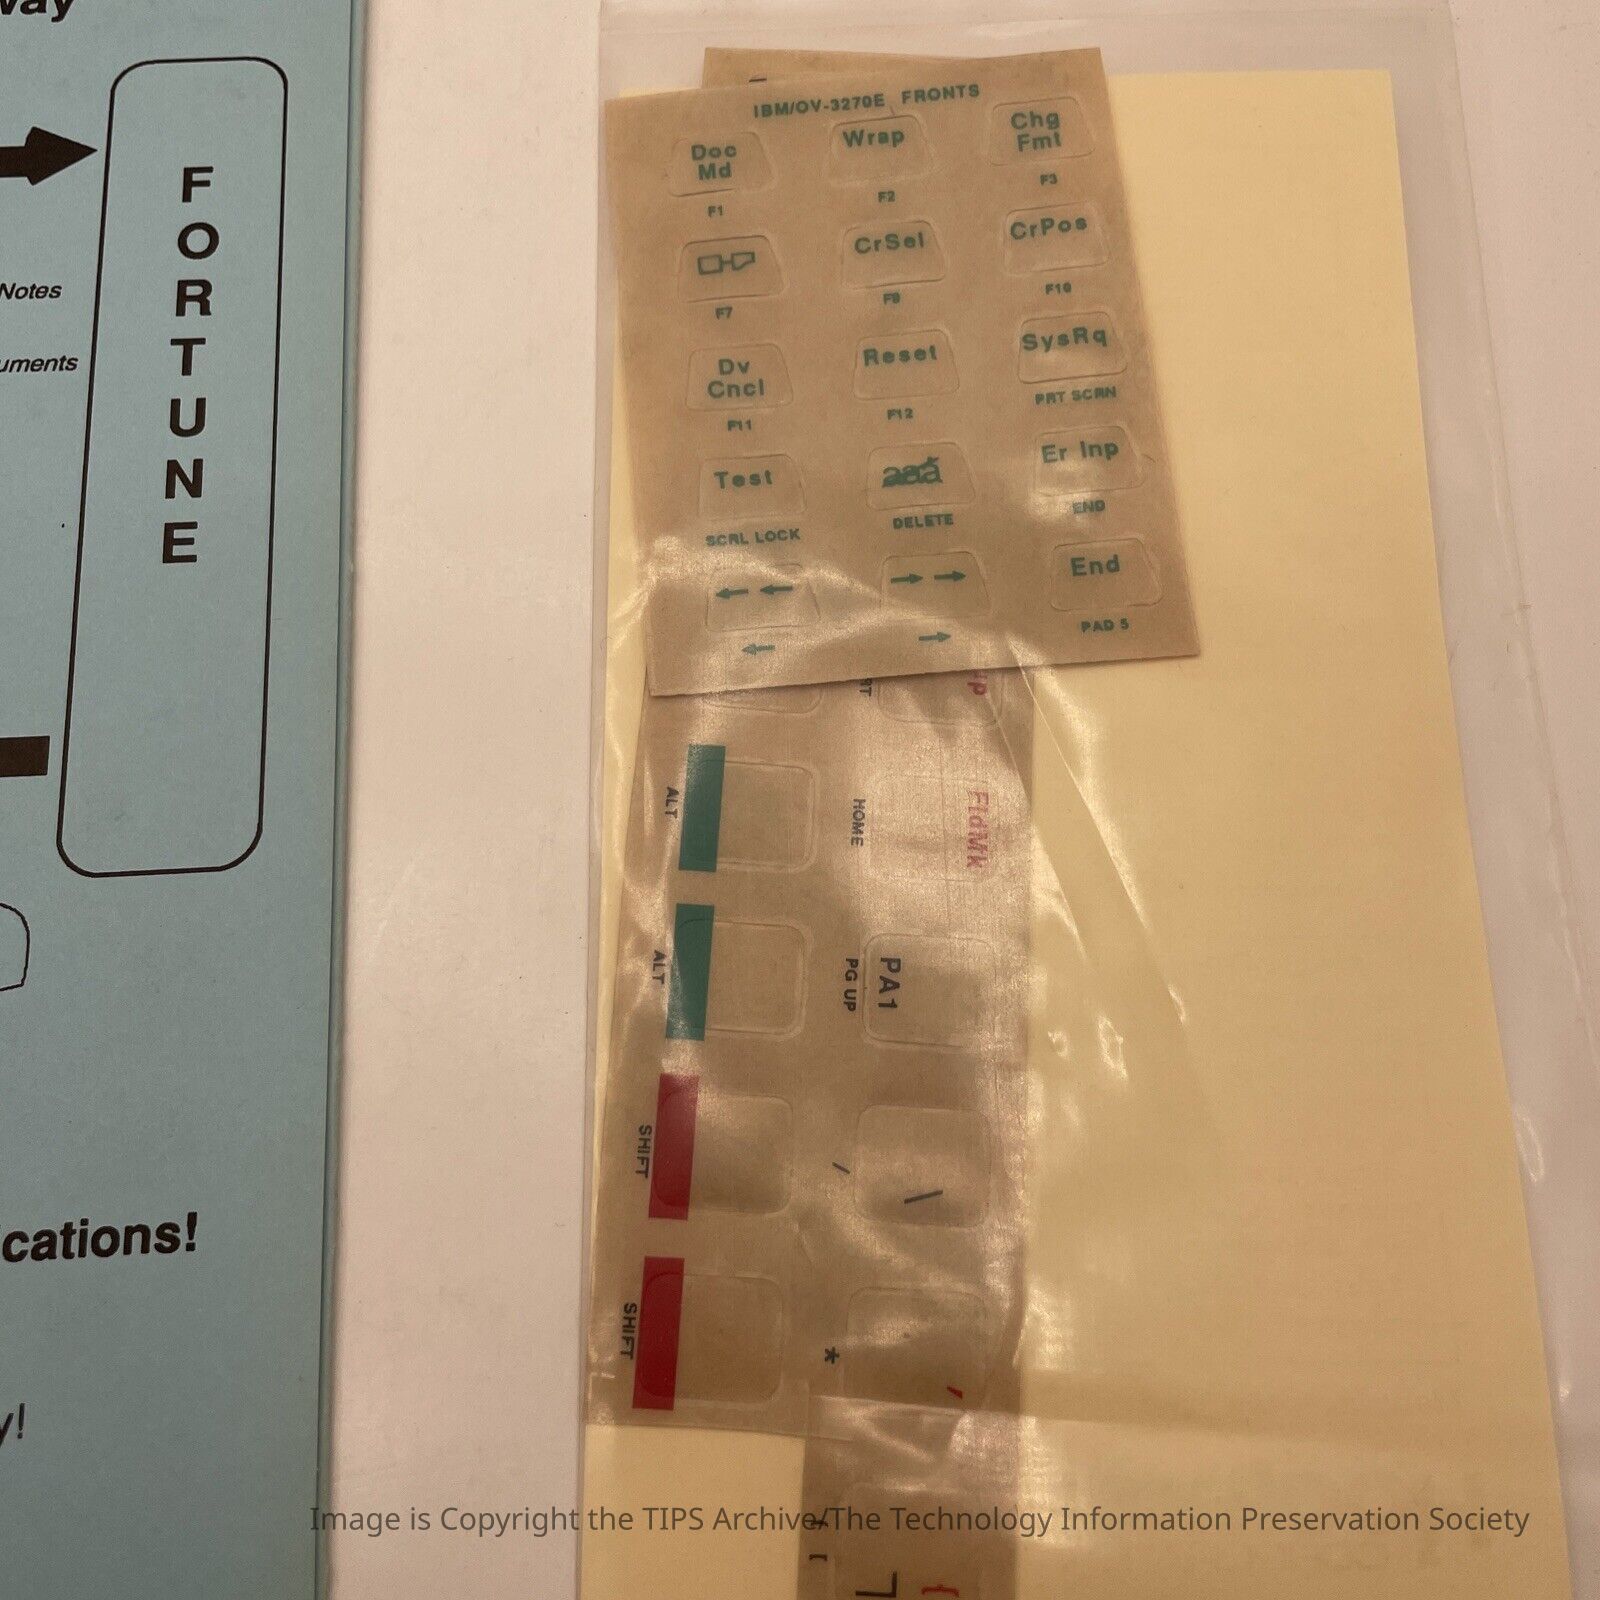 way
FORTUNE
Notes
uments
cations!
y!
IBM/OV-3270E FRONTS
Doc Md
F1
Wrap
F2
Chg Fmt
F3
F7
CrSel
F9
CrPos
F10
Dv Cncl
F11
Reset
F12
SysRq
PRT SCRN
Test
SCRL LOCK
aaá
DELETE
Er Inp
END
← ←
←
→ →
→
End
PAD 5
ALT
HOME
FldMk
ALT
PG UP
PA1
SHIFT
/
\
SHIFT
*
Image is Copyright the TIPS Archive/The Technology Information Preservation Society